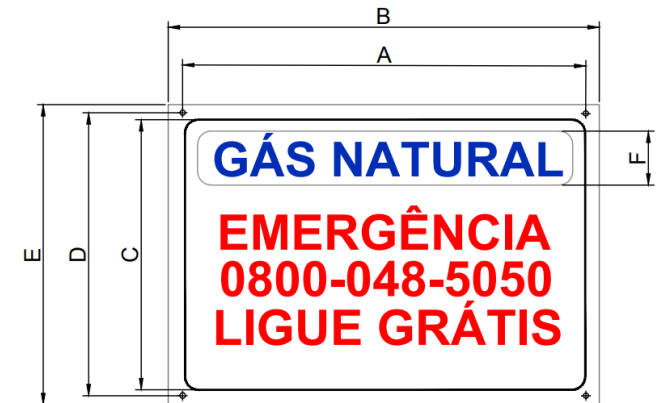 B
A
E
D
C
F
GÁS NATURAL
EMERGÊNCIA
0800-048-5050
LIGUE GRÁTIS